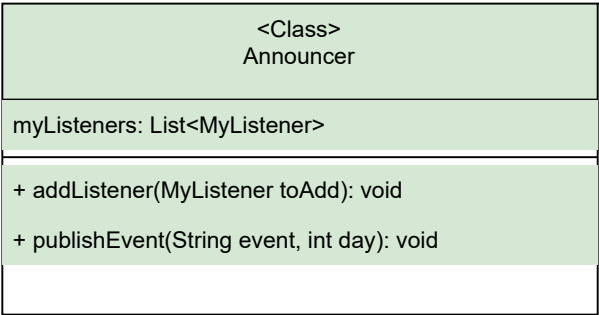 <Class>
Announcer
myListeners: List<MyListener>
+ addListener(MyListener toAdd): void
+ publishEvent(String event, int day): void